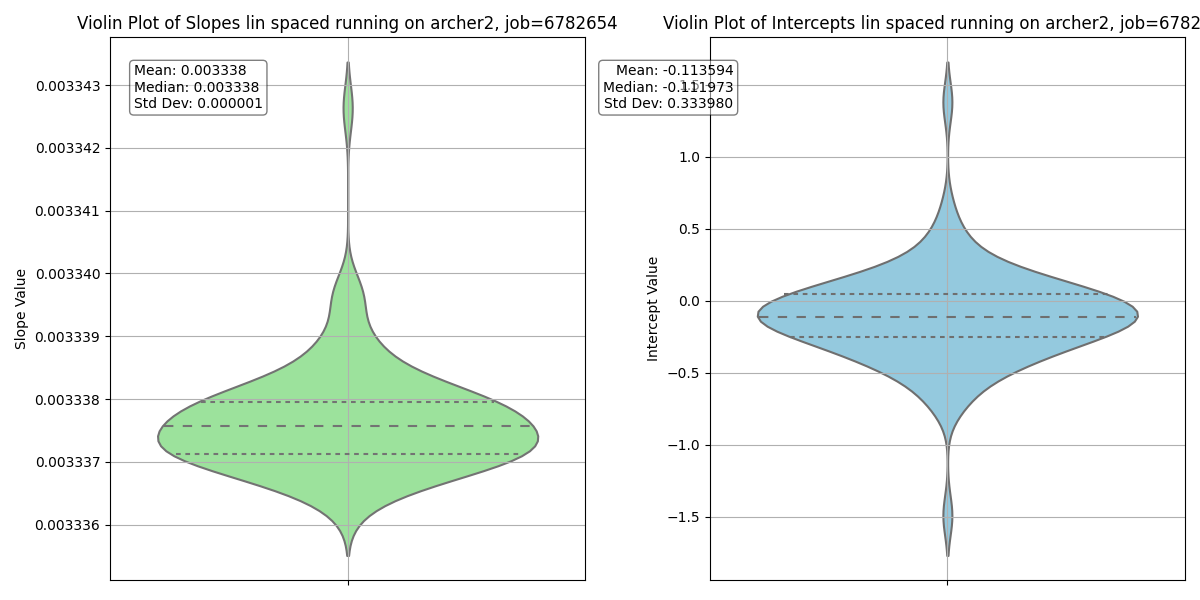 Violin Plot of Slopes lin spaced running on archer2, job=6782654
Mean: 0.003338
Median: 0.003338
Std Dev: 0.000001
0.003343
0.003342
0.003341
0.003340
0.003339
0.003338
0.003337
0.003336
Slope Value
Violin Plot of Intercepts lin spaced running on archer2, job=6782
Mean: -0.113594
Median: -0.111973
Std Dev: 0.333980
1.5
1.0
0.5
0.0
−0.5
−1.0
−1.5
Intercept Value